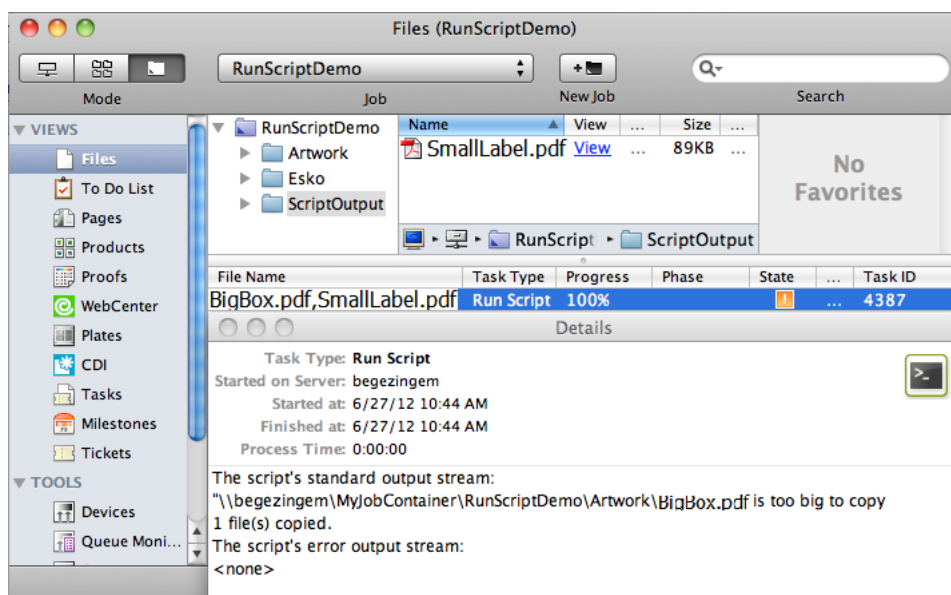 Files (RunScriptDemo)
RunScriptDemo
Mode
Job
New Job
Search
VIEWS
Files
To Do List
Pages
Products
Proofs
WebCenter
Plates
CDI
Tasks
Milestones
Tickets
TOOLS
Devices
Queue Moni...
RunScriptDemo
Artwork
Esko
ScriptOutput
Name View ... Size ...
SmallLabel.pdf View ... 89KB ...
RunScript ScriptOutput
No
Favorites
File Name Task Type Progress Phase State ... Task ID
BigBox.pdf,SmallLabel.pdf Run Script 100% ... 4387
Details
Task Type: Run Script
Started on Server: begezingem
Started at: 6/27/12 10:44 AM
Finished at: 6/27/12 10:44 AM
Process Time: 0:00:00
The script's standard output stream:
"\\begezingem\MyJobContainer\RunScriptDemo\Artwork\BigBox.pdf is too big to copy
1 file(s) copied.
The script's error output stream:
<none>